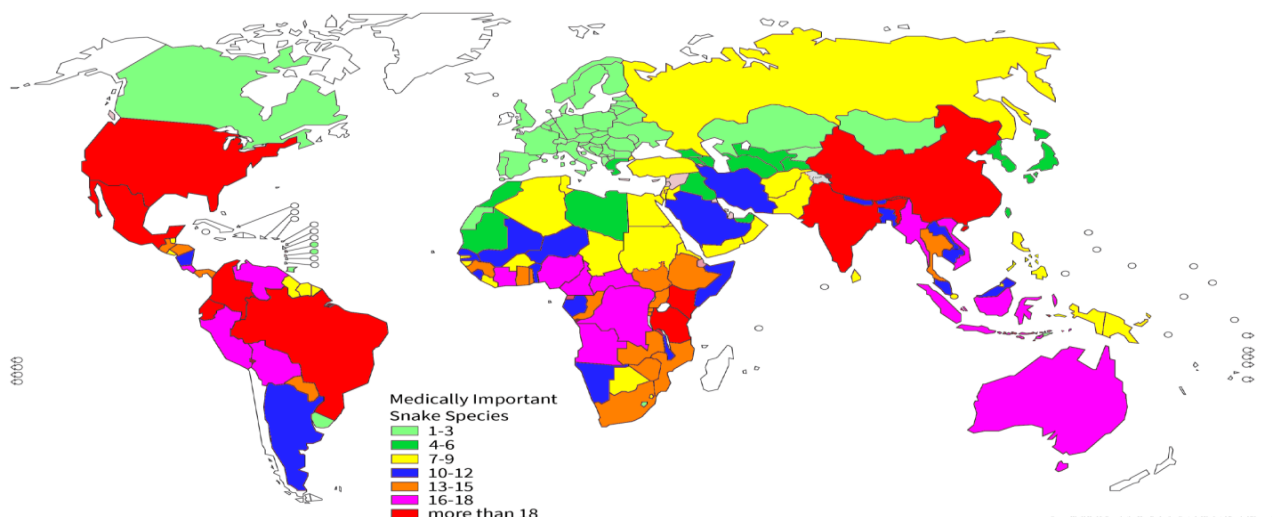 Medically Important
Snake Species
1-3
4-6
7-9
10-12
13-15
16-18
more than 18